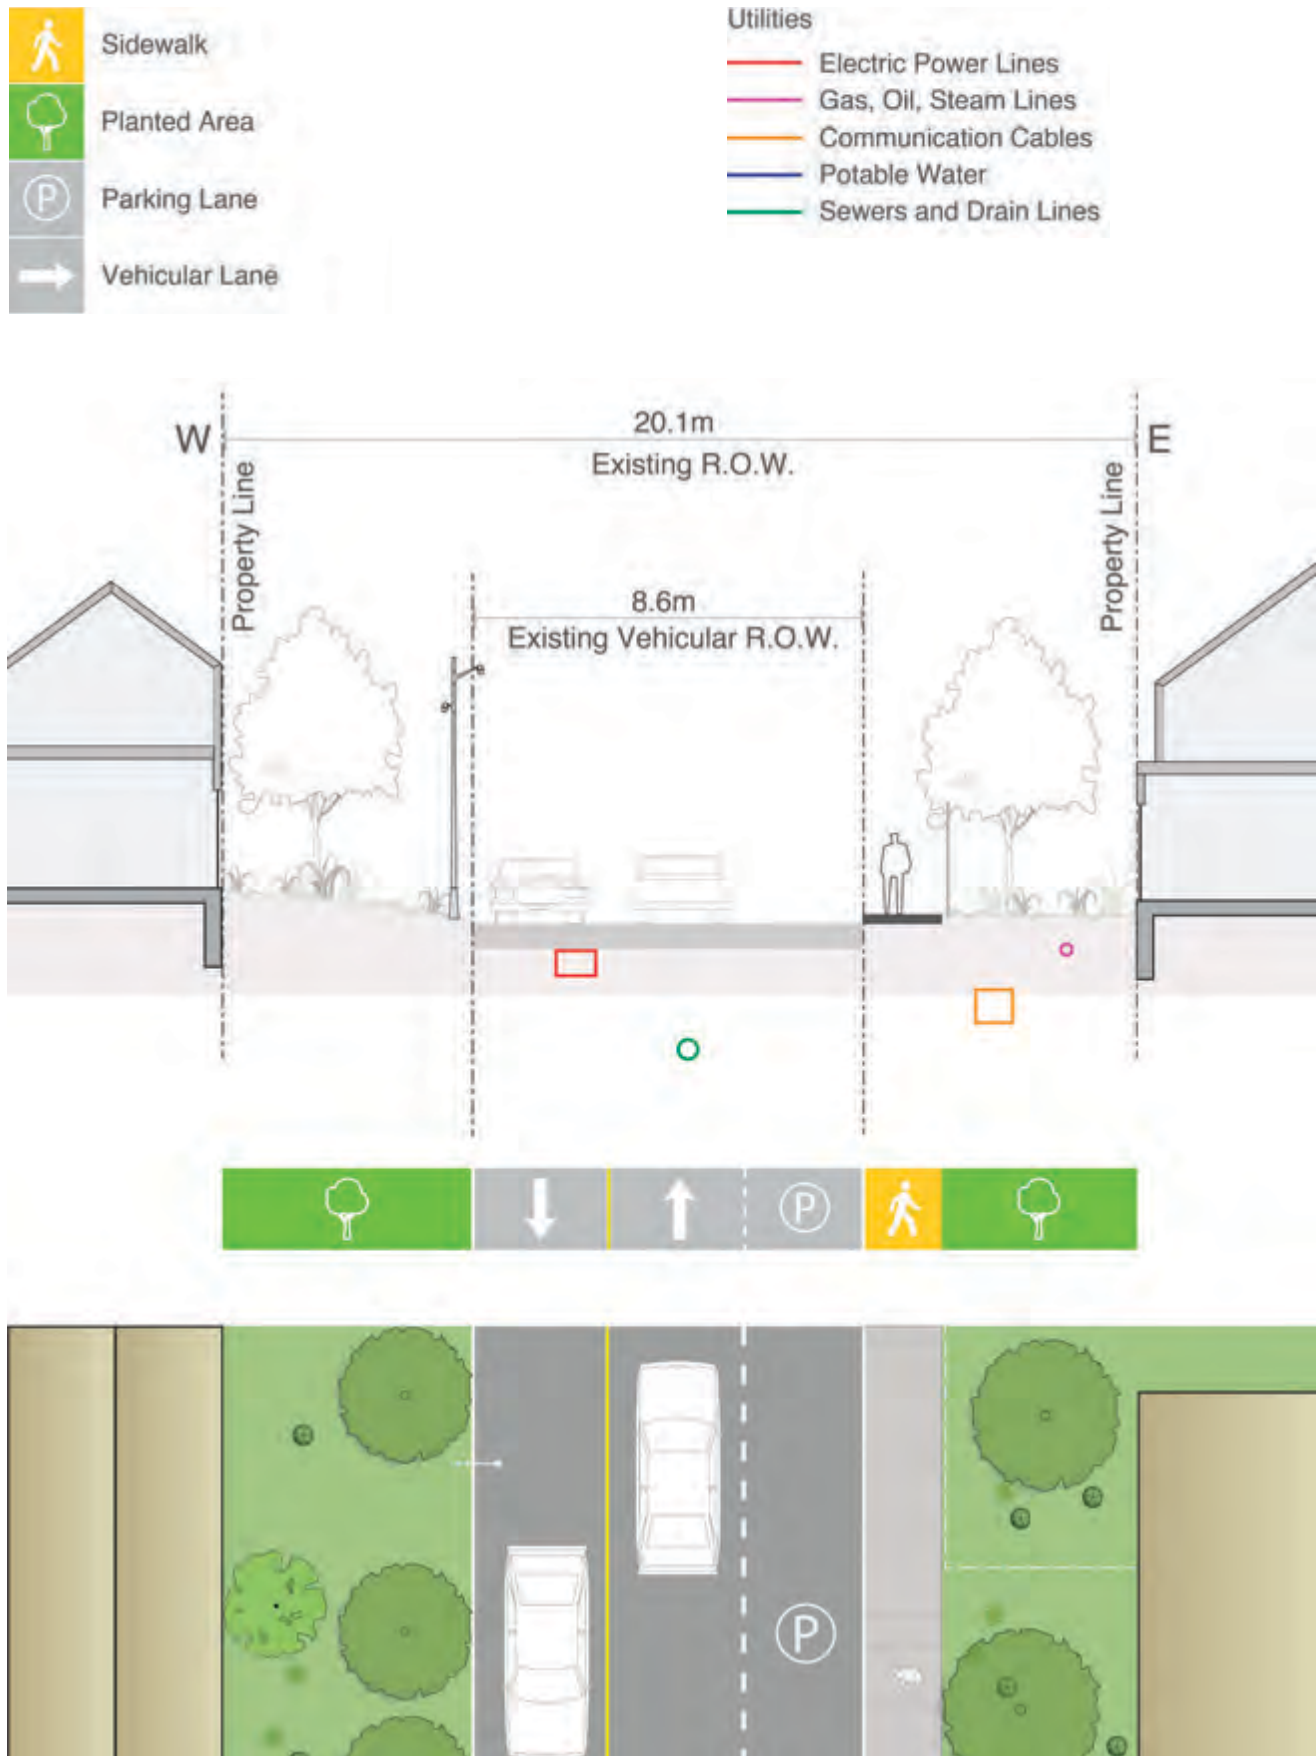 Sidewalk
Planted Area
P
Parking Lane
Vehicular Lane
Utilities
Electric Power Lines
Gas, Oil, Steam Lines
Communication Cables
Potable Water
Sewers and Drain Lines
W
20.1m
E
Existing R.O.W.
Property Line
Property Line
8.6m
Existing Vehicular R.O.W.
P
P